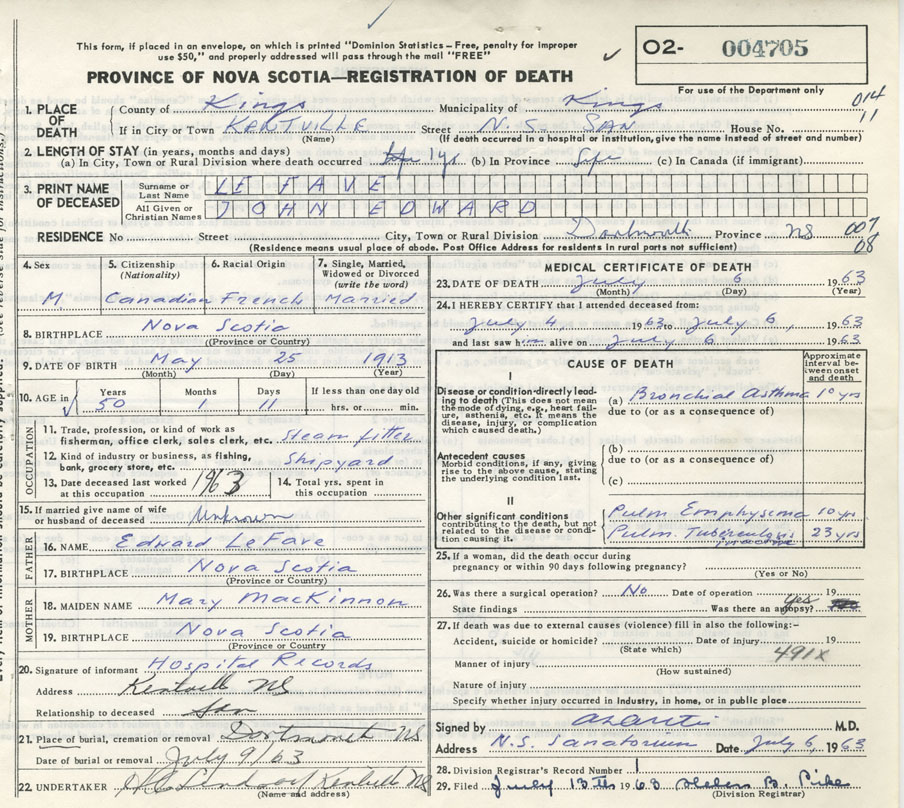 This form, if placed in an envelope, on which is printed "Dominion Statistics – Free, penalty for improper
use $50," and properly addressed will pass through the mail "FREE"
O2- 004705
PROVINCE OF NOVA SCOTIA—REGISTRATION OF DEATH
For use of the Department only
1. PLACE OF DEATH
County of Kings Municipality of Kings 014
If in City or Town KENTVILLE Street N. S. SAN House No. 11
(Name) (If death occurred in a hospital or institution, give the name instead of street and number)
2. LENGTH OF STAY (in years, months and days)
(a) In City, Town or Rural Division where death occurred 1 yr (b) In Province Life (c) In Canada (if immigrant)
3. PRINT NAME OF DECEASED
Surname or Last Name LE FAVE
All Given or Christian Names JOHN EDWARD
RESIDENCE No Street City, Town or Rural Division Dartmouth Province NS 007
08
(Residence means usual place of abode. Post Office Address for residents in rural parts not sufficient)
4. Sex M.
5. Citizenship (Nationality) Canadian
6. Racial Origin French
7. Single, Married, Widowed or Divorced (write the word) Married
8. BIRTHPLACE Nova Scotia
(Province or Country)
9. DATE OF BIRTH May 25 1913
(Month) (Day) (Year)
10. AGE in Years 50 Months 1 Days 11 If less than one day old hrs. or min.
OCCUPATION
11. Trade, profession or kind of work as
fisherman, office clerk, sales clerk, etc. Steam fitter
12. Kind of industry or business, as fishing,
bank, grocery store, etc. Shipyard
13. Date deceased last worked at this occupation 1963
14. Total yrs. spent in this occupation
15. If married give name of wife
or husband of deceased Unknown
FATHER
16. NAME Edward LeFave
17. BIRTHPLACE Nova Scotia
(Province or Country)
MOTHER
18. MAIDEN NAME Mary MacKinnon
19. BIRTHPLACE Nova Scotia
(Province or Country
20. Signature of informant Hospital Records
Address Kentville NS
Relationship to deceased San
21. Place of burial, cremation or removal Dartmouth NS
Date of burial or removal July 9/63
22. UNDERTAKER Kentville NS
(Name and address)
MEDICAL CERTIFICATE OF DEATH
23. DATE OF DEATH July 6 1963
(Month) (Day) (Year)
24. I HEREBY CERTIFY that I attended deceased from:
July 4 1963 to July 6, 1963
and last saw him alive on July 6 1963
CAUSE OF DEATH
Approximate interval between onset and death
I
Disease or condition directly leading to death (This does not mean the mode of dying, e.g., heart failure, asthenia, etc. It means the disease, injury, or complication which caused death.)
(a) Bronchial Asthma 10 yrs
due to (or as a consequence of)
Antecedent causes
Morbid conditions, if any, giving rise to the above cause, stating the underlying condition last.
(b)
due to (or as a consequence of)
(c)
II
Other significant conditions
contributing to the death, but not related to the disease or condition causing it.
Pulm. Emphysema 10 yrs
Pulm. Tuberculosis 23 yrs
25. If a woman, did the death occur during
pregnancy or within 90 days following pregnancy?
(Yes or No)
26. Was there a surgical operation? No Date of operation 19
State findings Was there an autopsy? Yes
27. If death was due to external causes (violence) fill in also the following:-
Accident, suicide or homicide? Date of injury 19
(State which) 491x
Manner of injury
(How sustained)
Nature of injury
Specify whether injury occurred in industry, in home, or in public place
Signed by M.D.
Address N.S. Sanatorium Date July 6 1963
28. Division Registrar's Record Number 1
29. Filed July 13th 1963 Helen B. Pike
(Division Registrar)